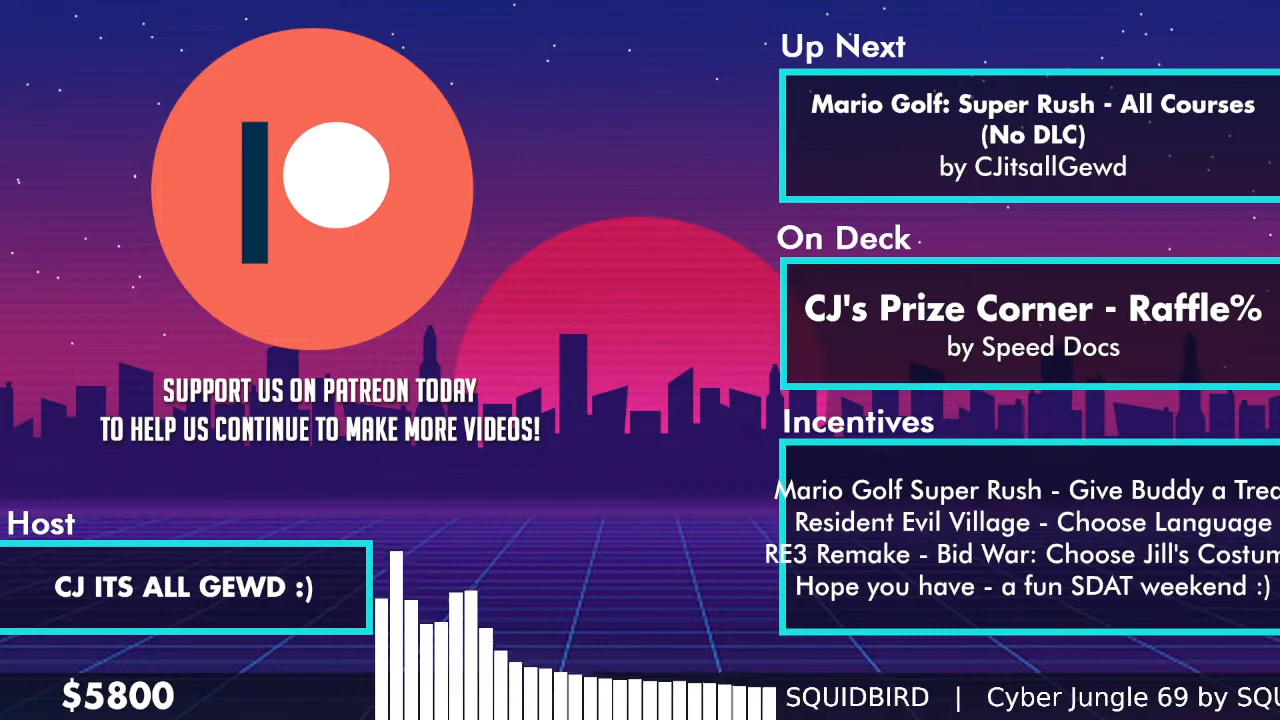 Up Next
Mario Golf: Super Rush - All Courses
(No DLC)
by CJitsallGewd
On Deck
CJ's Prize Corner - Raffle%
by Speed Docs
SUPPORT US ON PATREON TODAY
TO HELP US CONTINUE TO MAKE MORE VIDEOS!
Incentives
Mario Golf Super Rush - Give Buddy a
Resident Evil Village - Choose Language
RE3 Remake - Bid War: Choose Jill's
Hope you have - a fun SDAT weekend :)
Host
CJ ITS ALL GEWD :)
$5800
SQUIDBIRD | Cyber Jungle 69 by